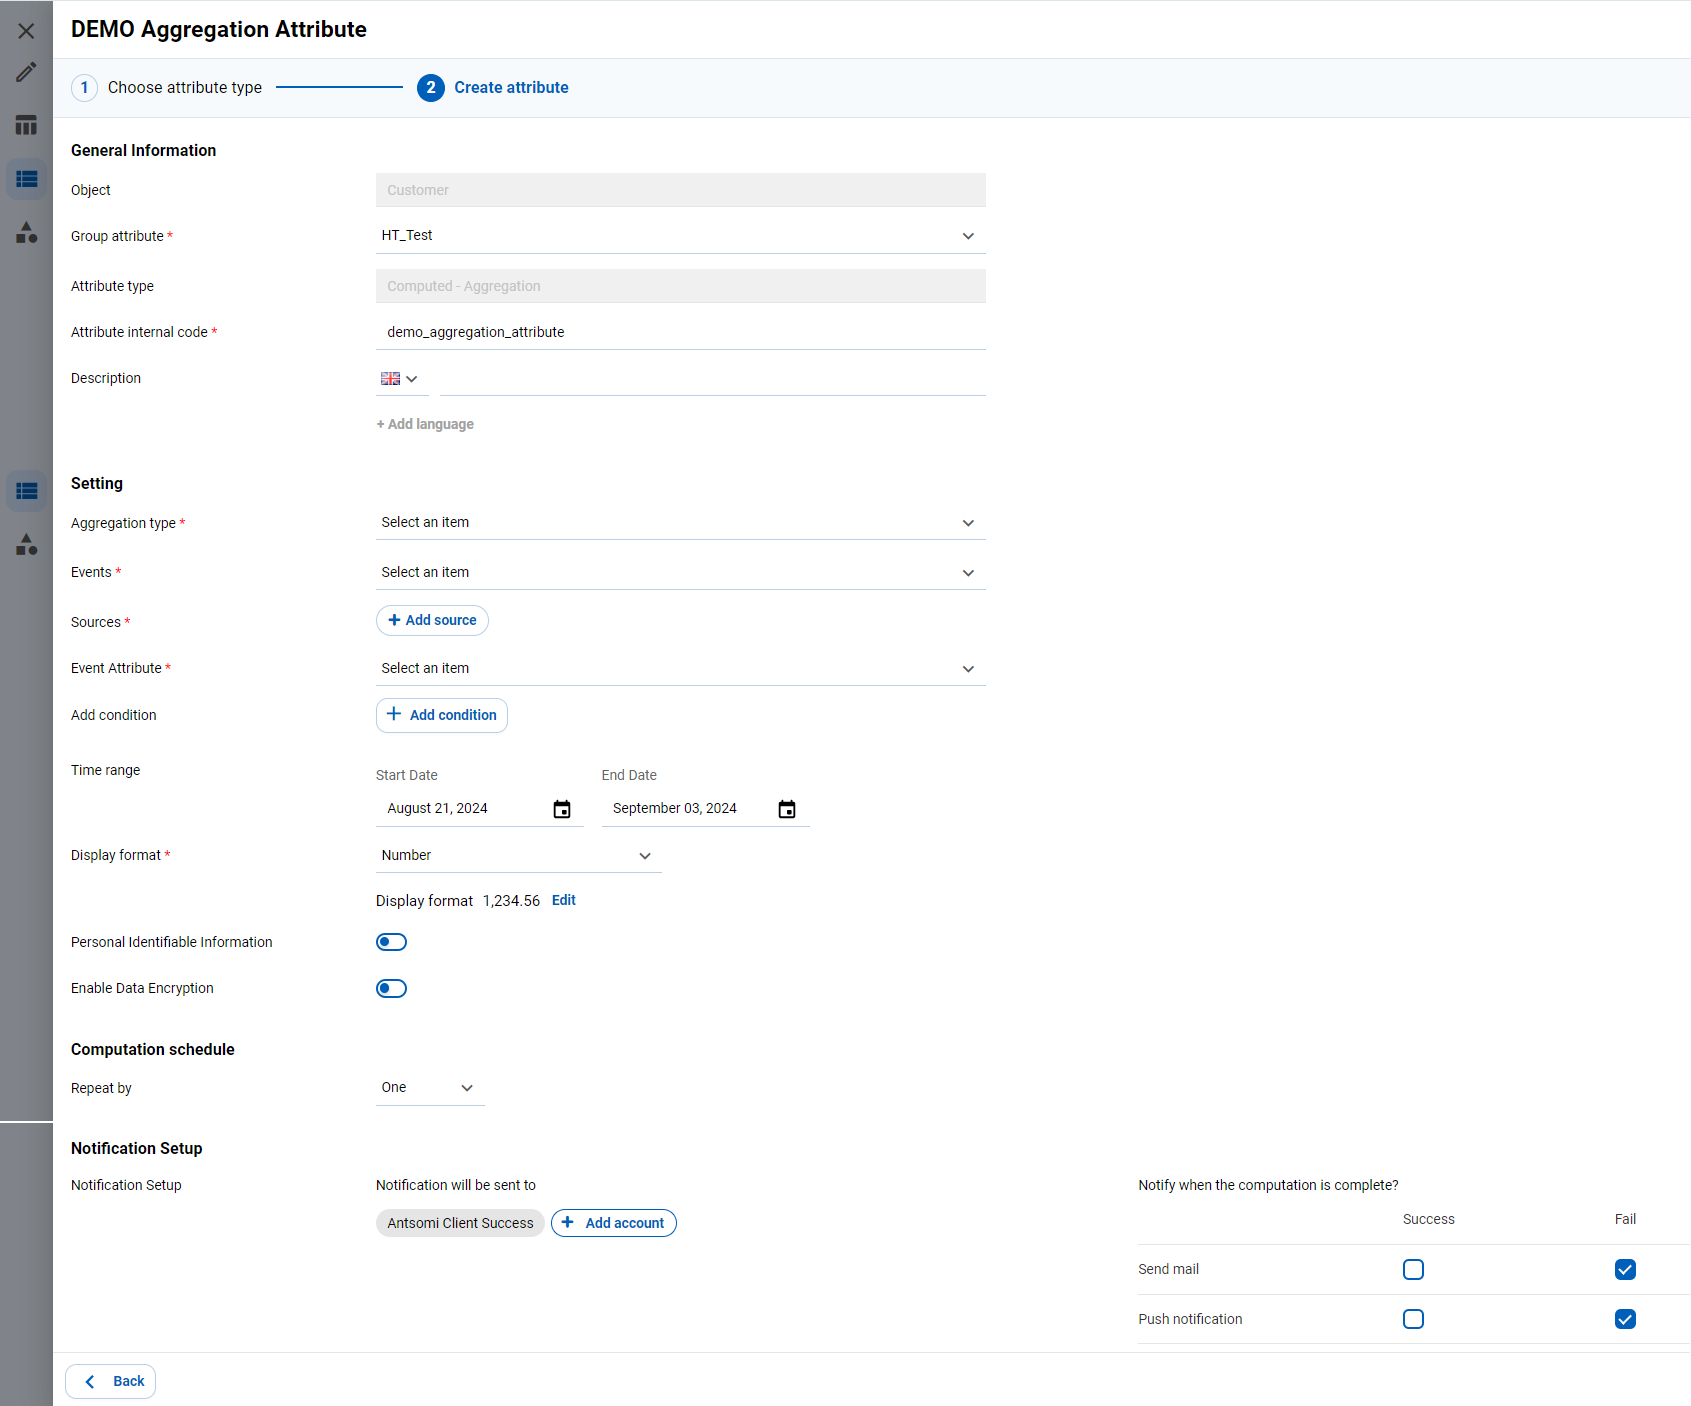 DEMO Aggregation Attribute
1 Choose attribute type 2 Create attribute
General Information
Object Customer
Group attribute * HT_Test
Attribute type Computed - Aggregation
Attribute internal code * demo_aggregation_attribute
Description
+ Add language
Setting
Aggregation type * Select an item
Events * Select an item
Sources * + Add source
Event Attribute * Select an item
Add condition + Add condition
Time range Start Date End Date
August 21, 2024 September 03, 2024
Display format * Number
Display format 1,234.56 Edit
Personal Identifiable Information
Enable Data Encryption
Computation schedule
Repeat by One
Notification Setup
Notification Setup Notification will be sent to Notify when the computation is complete?
Antsomi Client Success + Add account Success Fail
Send mail
Push notification
Back